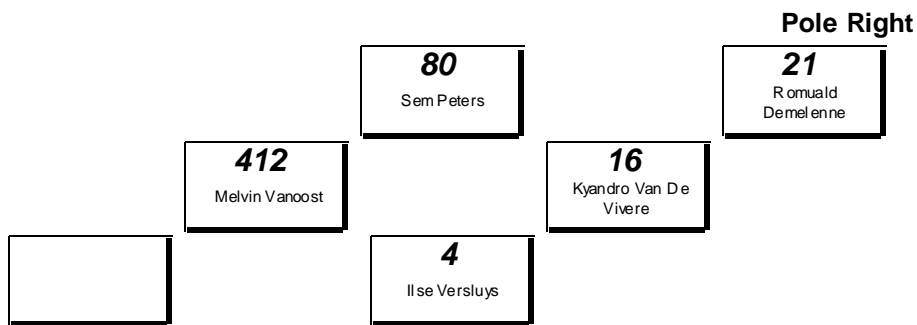 Pole Right
80
Sem Peters
21
Romuald
Demelenne
412
Melvin Vanoost
16
Kyandro Van De
Vivere
4
Ilse Versluys